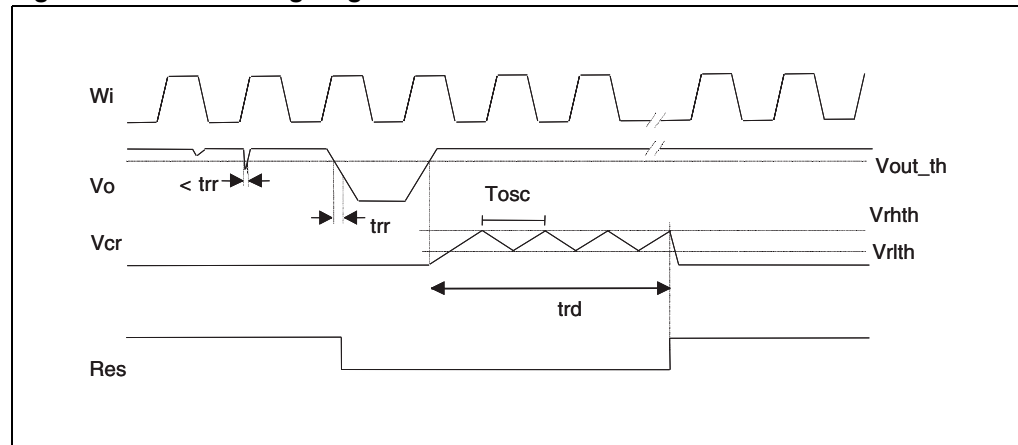 Wi
Vout_th
Vo
< trr
Tosc
trr
Vrhth
Vcr
Vrlth
trd
Res